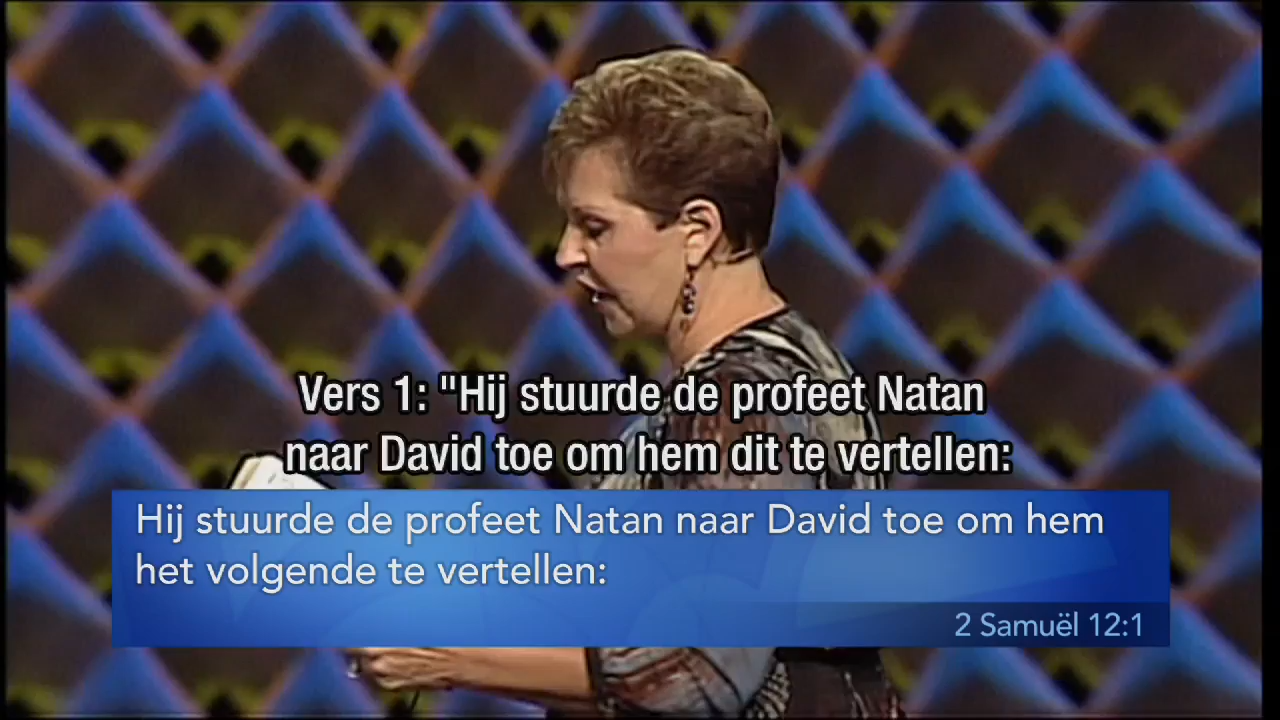 Vers 1: "Hij stuurde de profeet Natan
naar David toe om hem dit te vertellen:
Hij stuurde de profeet Natan naar David toe om hem
het volgende te vertellen:
2 Samuël 12:1